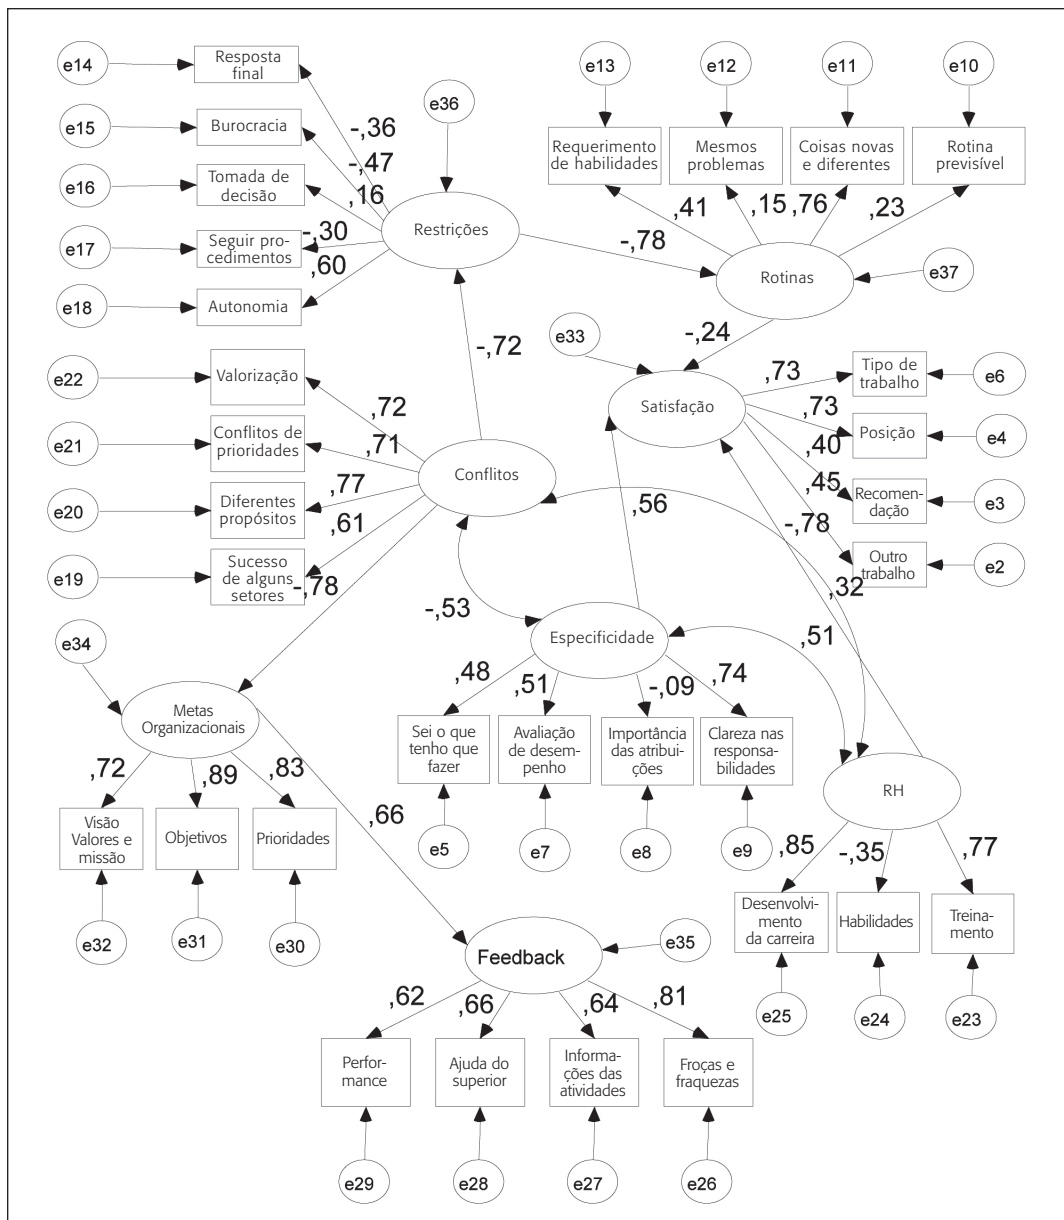 e14
Resposta
final
-,36
e15
Burocracia
-,47
e16
Tomada de
decisão
,16
e17
Seguir pro-
cedimentos
-,30
e18
Autonomia
,60
e36
Restrições
-,78
e13
e12
e11
e10
Requerimento
de habilidades
Mesmos
problemas
Coisas novas
e diferentes
Rotina
previsível
,41
,15
,76
,23
Rotinas
e37
-,72
-,24
e33
Satisfação
,73
Tipo de
trabalho
e6
,73
Posição
e4
,40
Recomen-
dação
e3
,45
Outro
trabalho
e2
-,78
e22
Valorização
,72
e21
Conflitos de
prioridades
,71
e20
Diferentes
propósitos
,77
e19
Sucesso
de alguns
setores
,61
Conflitos
-,78
,56
,32
-,53
Especificidade
,51
,48
,51
-,09
,74
Sei o que
tenho que
fazer
Avaliação
de desem-
penho
Importância
das atribui-
ções
Clareza nas
responsa-
bilidades
e5
e7
e8
e9
e34
Metas
Organizacionais
,72
,89
,83
Visão
Valores e
missão
Objetivos
Prioridades
e32
e31
e30
,66
RH
,85
-,35
,77
Desenvolvi-
mento
da carreira
Habilidades
Treina-
mento
e25
e24
e23
Feedback
e35
,62
,66
,64
,81
Perfor-
mance
Ajuda do
superior
Informa-
ções das
atividades
Froças e
fraquezas
e29
e28
e27
e26